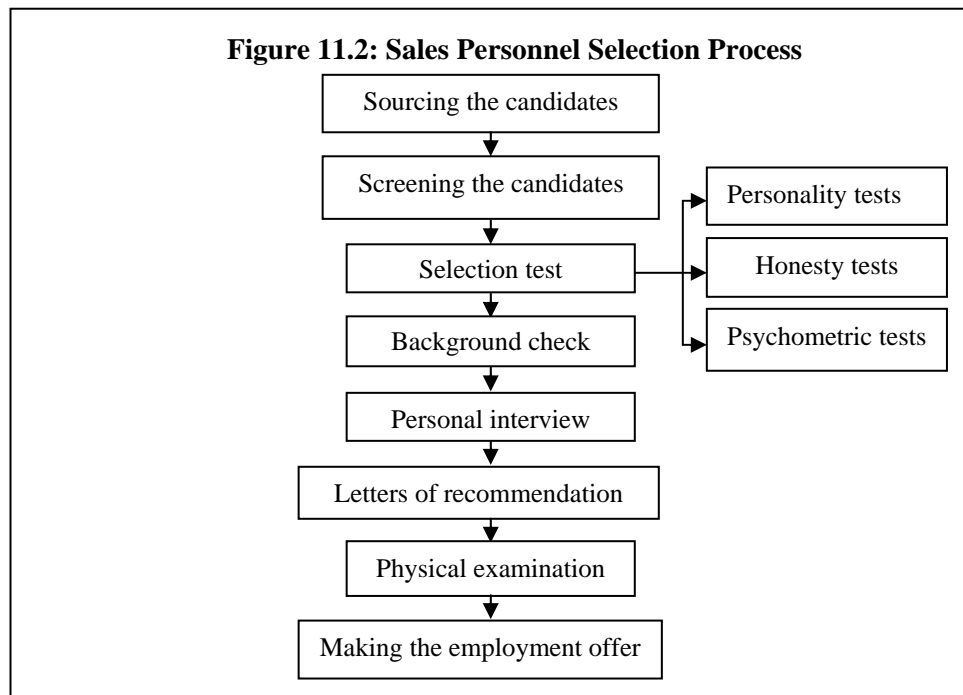 Figure 11.2: Sales Personnel Selection Process
Sourcing the candidates
Screening the candidates
Personality tests
Selection test
Honesty tests
Psychometric tests
Background check
Personal interview
Letters of recommendation
Physical examination
Making the employment offer